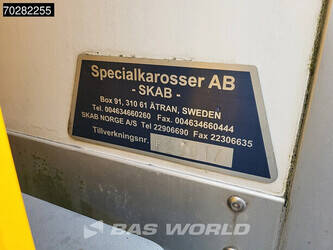 70282255
Specialkarosser AB
- SKAB -
Box 91, 310 61 ÄTRAN, SWEDEN
Tel. 004634660260 Fax. 004634660444
SKAB NORGE A/S Tel 22906690 Fax 22306635
Tillverkningsnr.
BAS WORLD